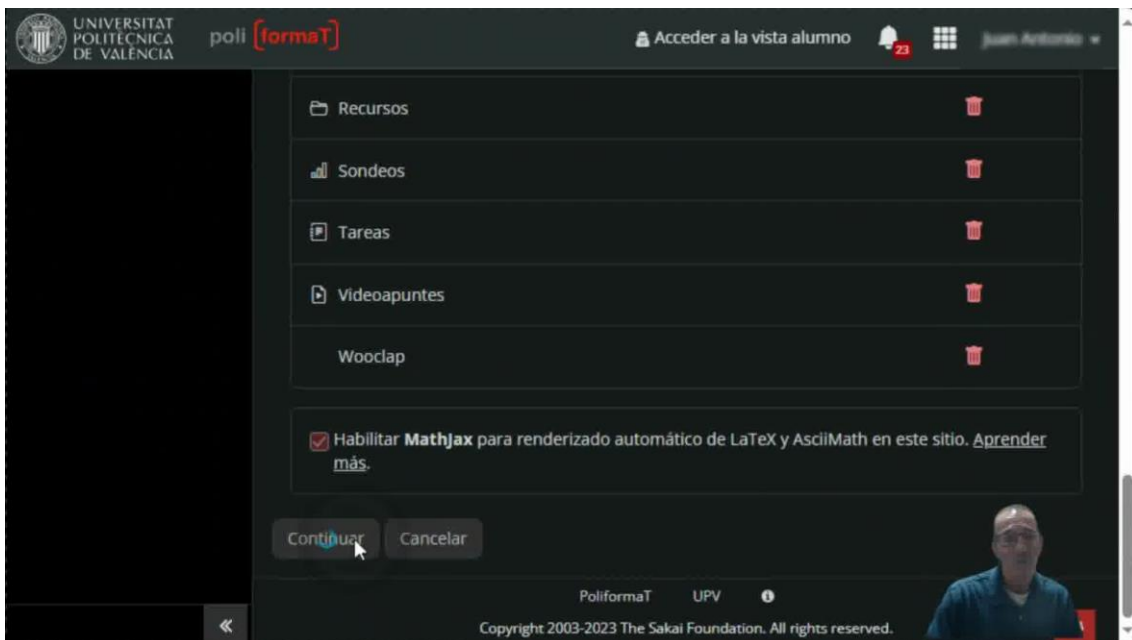 UNIVERSITAT
POLITÈCNICA
DE VALÈNCIA
poli [formaT]
Acceder a la vista alumno
23
Juan Antonio
Recursos
Sondeos
Tareas
Videoapuntes
Wooclap
Habilitar MathJax para renderizado automático de LaTeX y AsciiMath en este sitio. Aprender
más.
Continuar
Cancelar
PoliformaT
UPV
Copyright 2003-2023 The Sakai Foundation. All rights reserved.